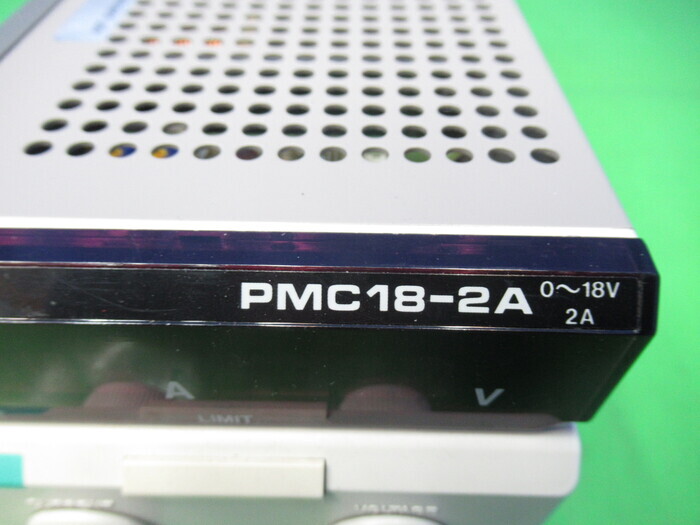 PMC18-2A 0~18V
2A
A V
LIMIT